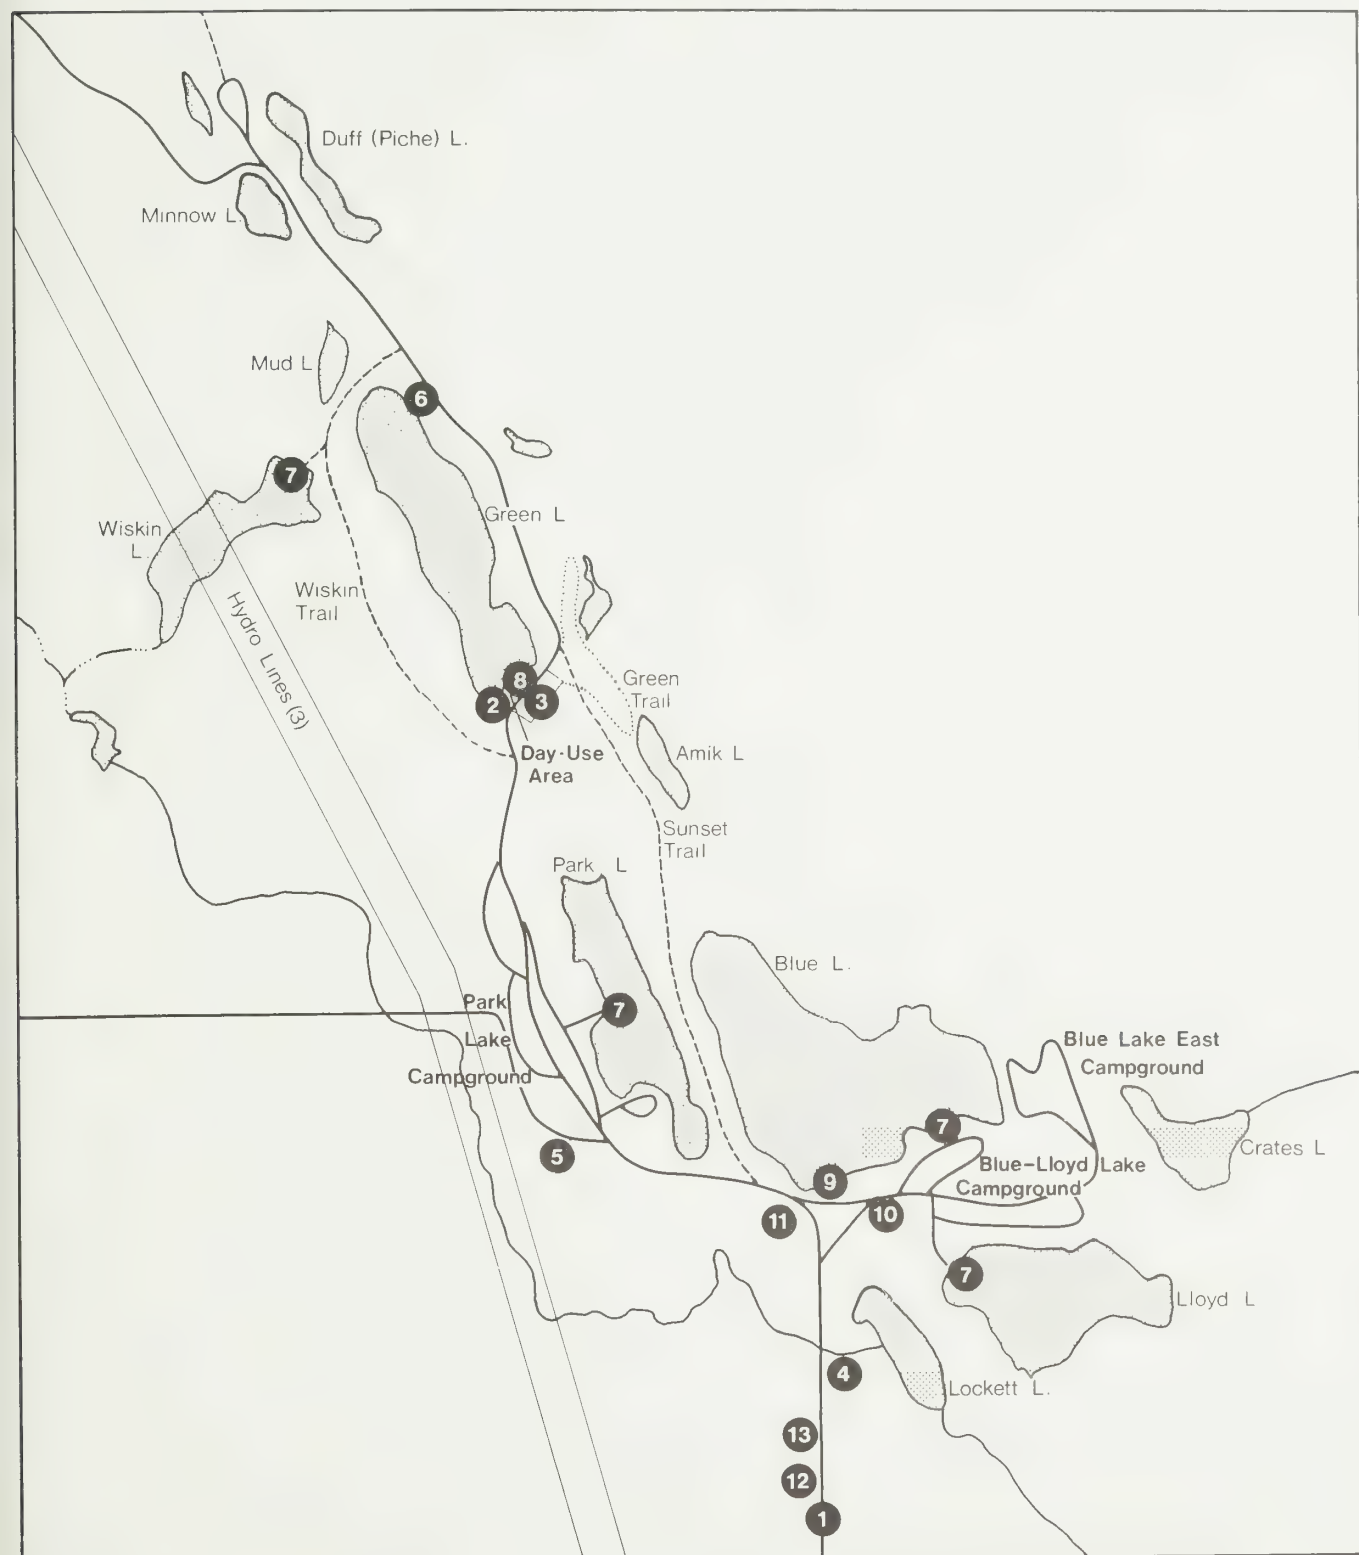 Duff (Piche) L.
Minnow L.
Mud L
6
7
Green L
Wiskin
L.
Wiskin
Trail
Hydro Lines (3)
8
2
3
Green
Trail
Day-Use
Area
Amik L
Sunset
Trail
Park L
Blue L.
Park
Lake
Campground
7
Blue Lake East
Campground
7
Crates L
5
Blue-Lloyd Lake
Campground
9
10
11
7
Lloyd L
4
Lockett L.
13
12
1